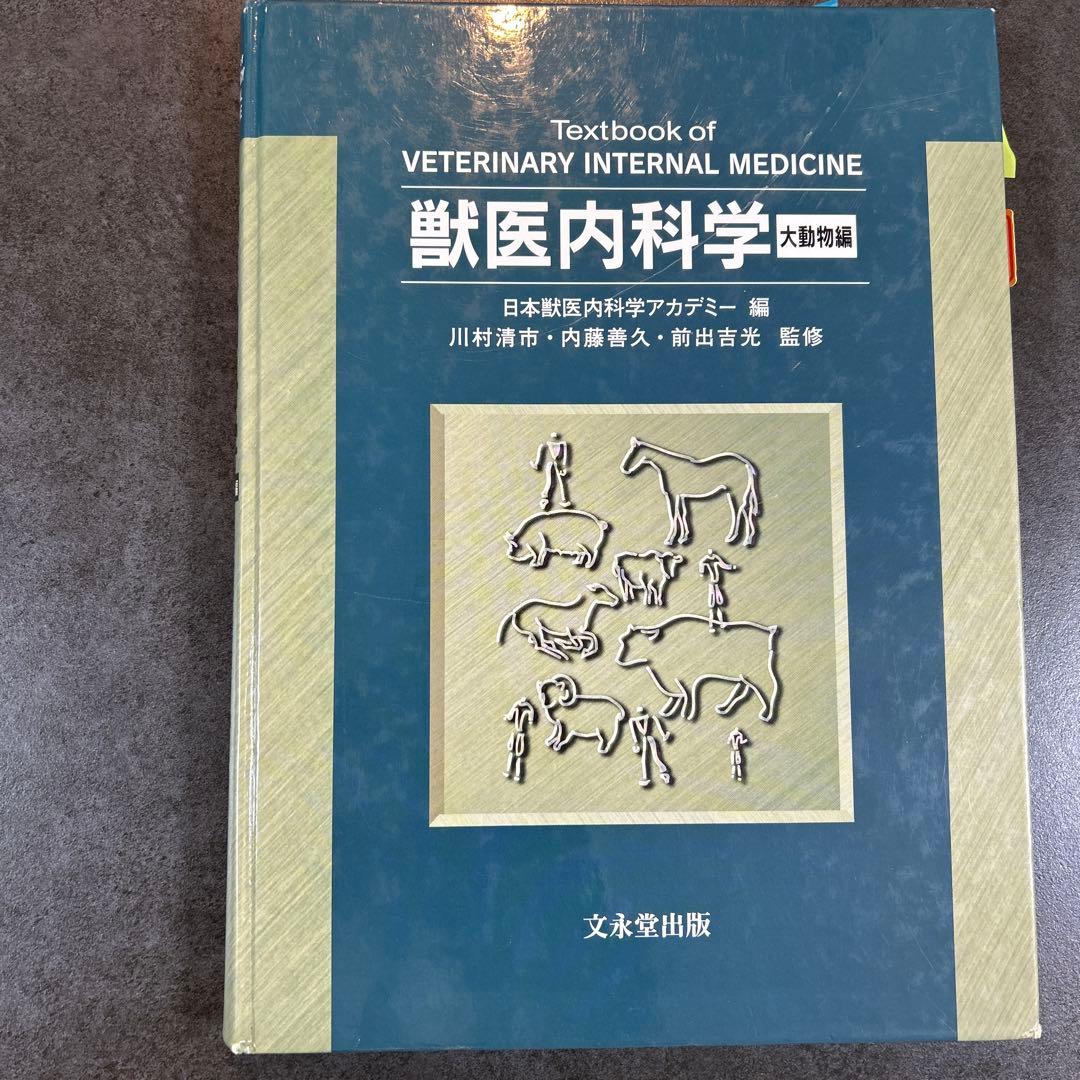 Textbook of
VETERINARY INTERNAL MEDICINE
獣医内科学 大動物編
日本獣医内科学アカデミー 編
川村清市・内藤善久・前出吉光 監修
文永堂出版